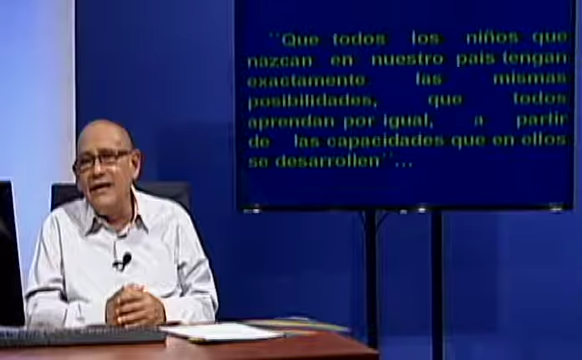 ¨Que todos los niños que
nazcan en nuestro país tengan
exactamente las mismas
posibilidades, que todos
aprendan por igual, a partir
de las capacidades que en ellos
se desarrollen¨...